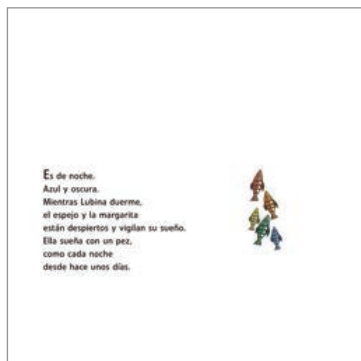 Es de noche.
Azul y oscura.
Mientras Lubina duerme,
el espejo y la margarita
están despiertos y vigilan su sueño.
Ella sueña con un pez,
como cada noche
desde hace unos días.